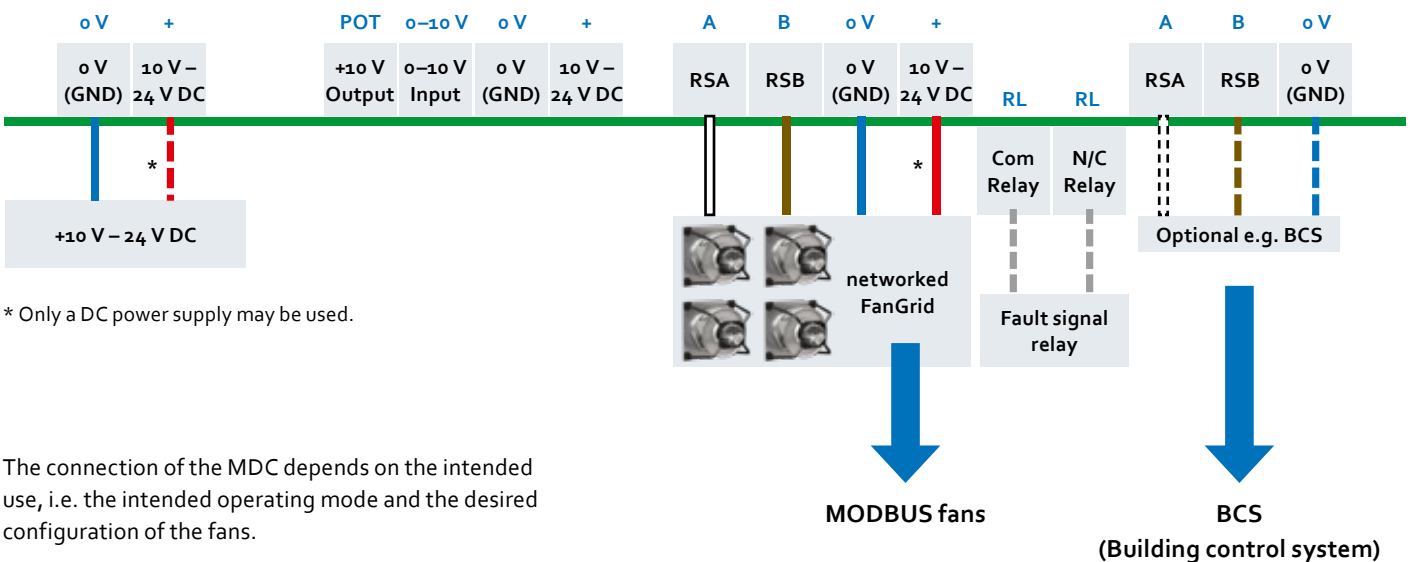 0 V + POT 0–10 V 0 V + A B 0 V + A B 0 V
0 V (GND)
10 V – 24 V DC
+10 V Output
0–10 V Input
0 V (GND)
10 V – 24 V DC
RSA
RSB
0 V (GND)
10 V – 24 V DC
RL RL
RSA
RSB
0 V (GND)
*
*
Com Relay
N/C Relay
+10 V – 24 V DC
Optional e.g. BCS
networked
FanGrid
* Only a DC power supply may be used.
Fault signal
relay
The connection of the MDC depends on the intended
use, i.e. the intended operating mode and the desired
configuration of the fans.
MODBUS fans
BCS
(Building control system)